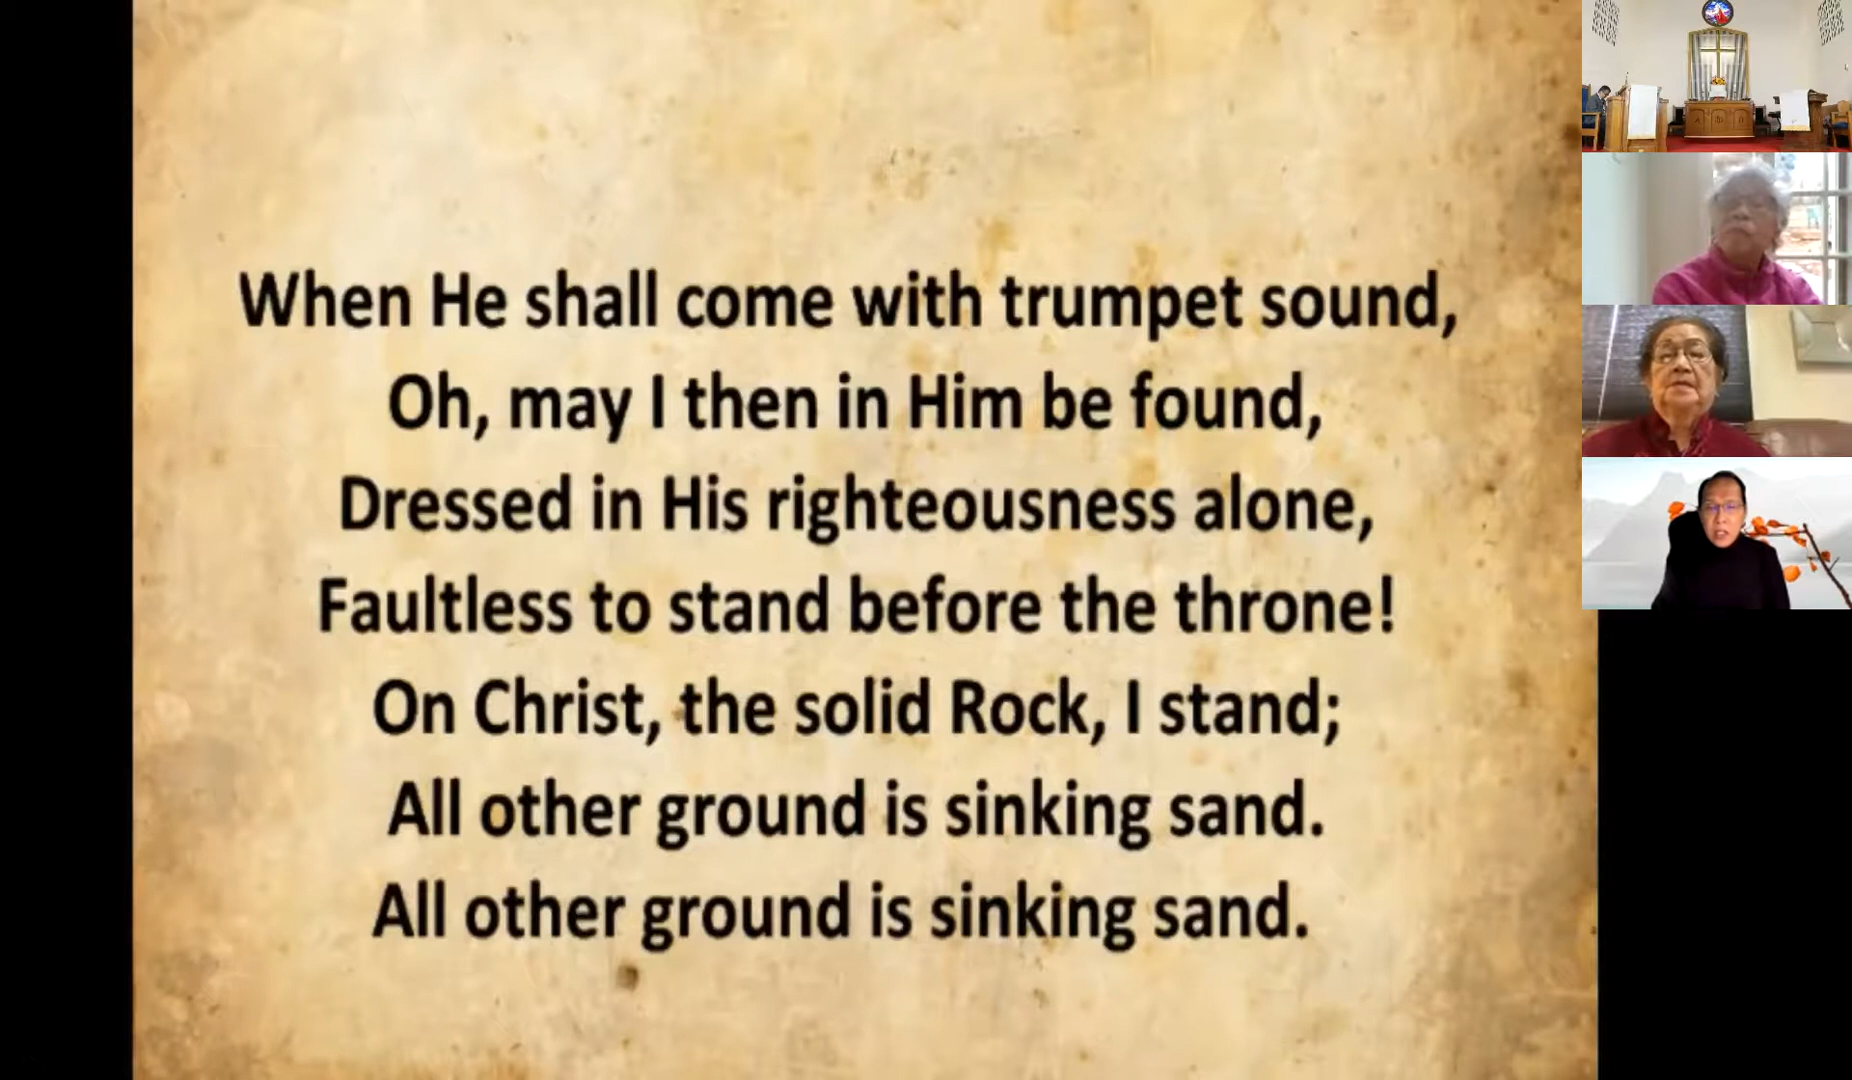 When He shall come with trumpet sound,
Oh, may I then in Him be found,
Dressed in His righteousness alone,
Faultless to stand before the throne!
On Christ, the solid Rock, I stand;
All other ground is sinking sand.
All other ground is sinking sand.